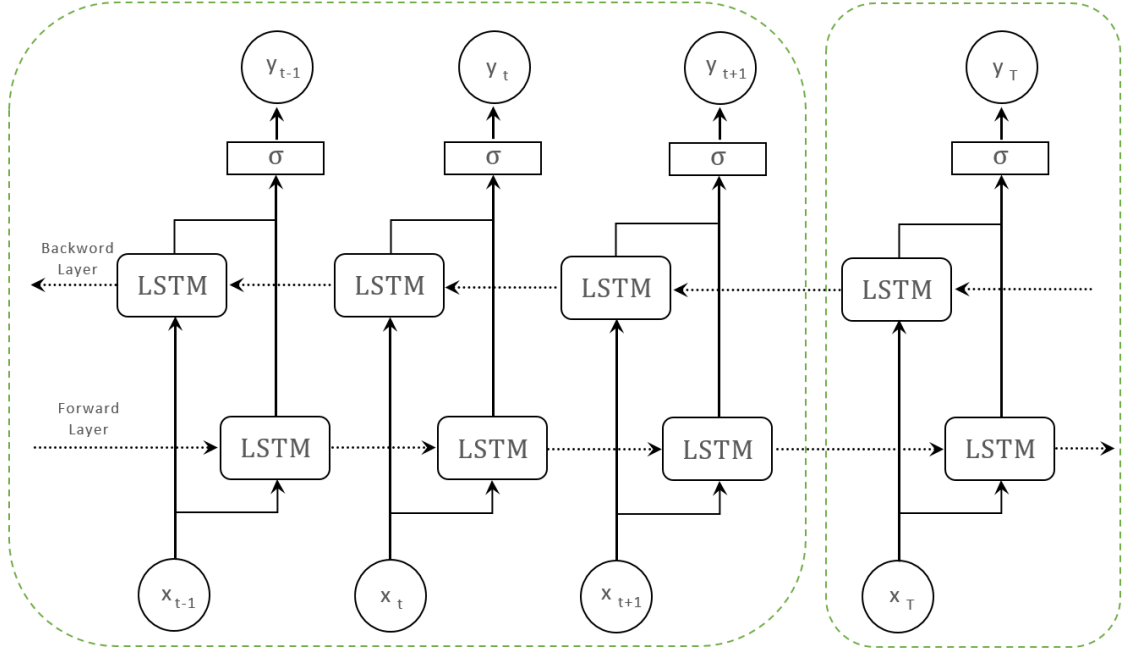 y t-1 y t y t+1 y T
σ σ σ σ
Backword
Layer
LSTM LSTM LSTM LSTM
Forward
Layer
LSTM LSTM LSTM LSTM
x t-1 x t x t+1 x T